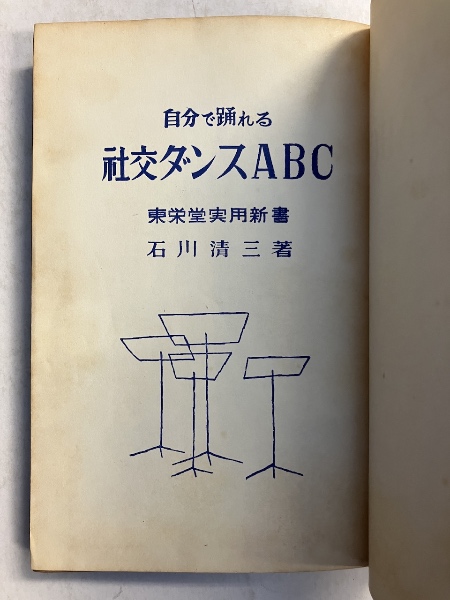 自分で踊れる
社交ダンスABC
東栄堂実用新書
石川清三著